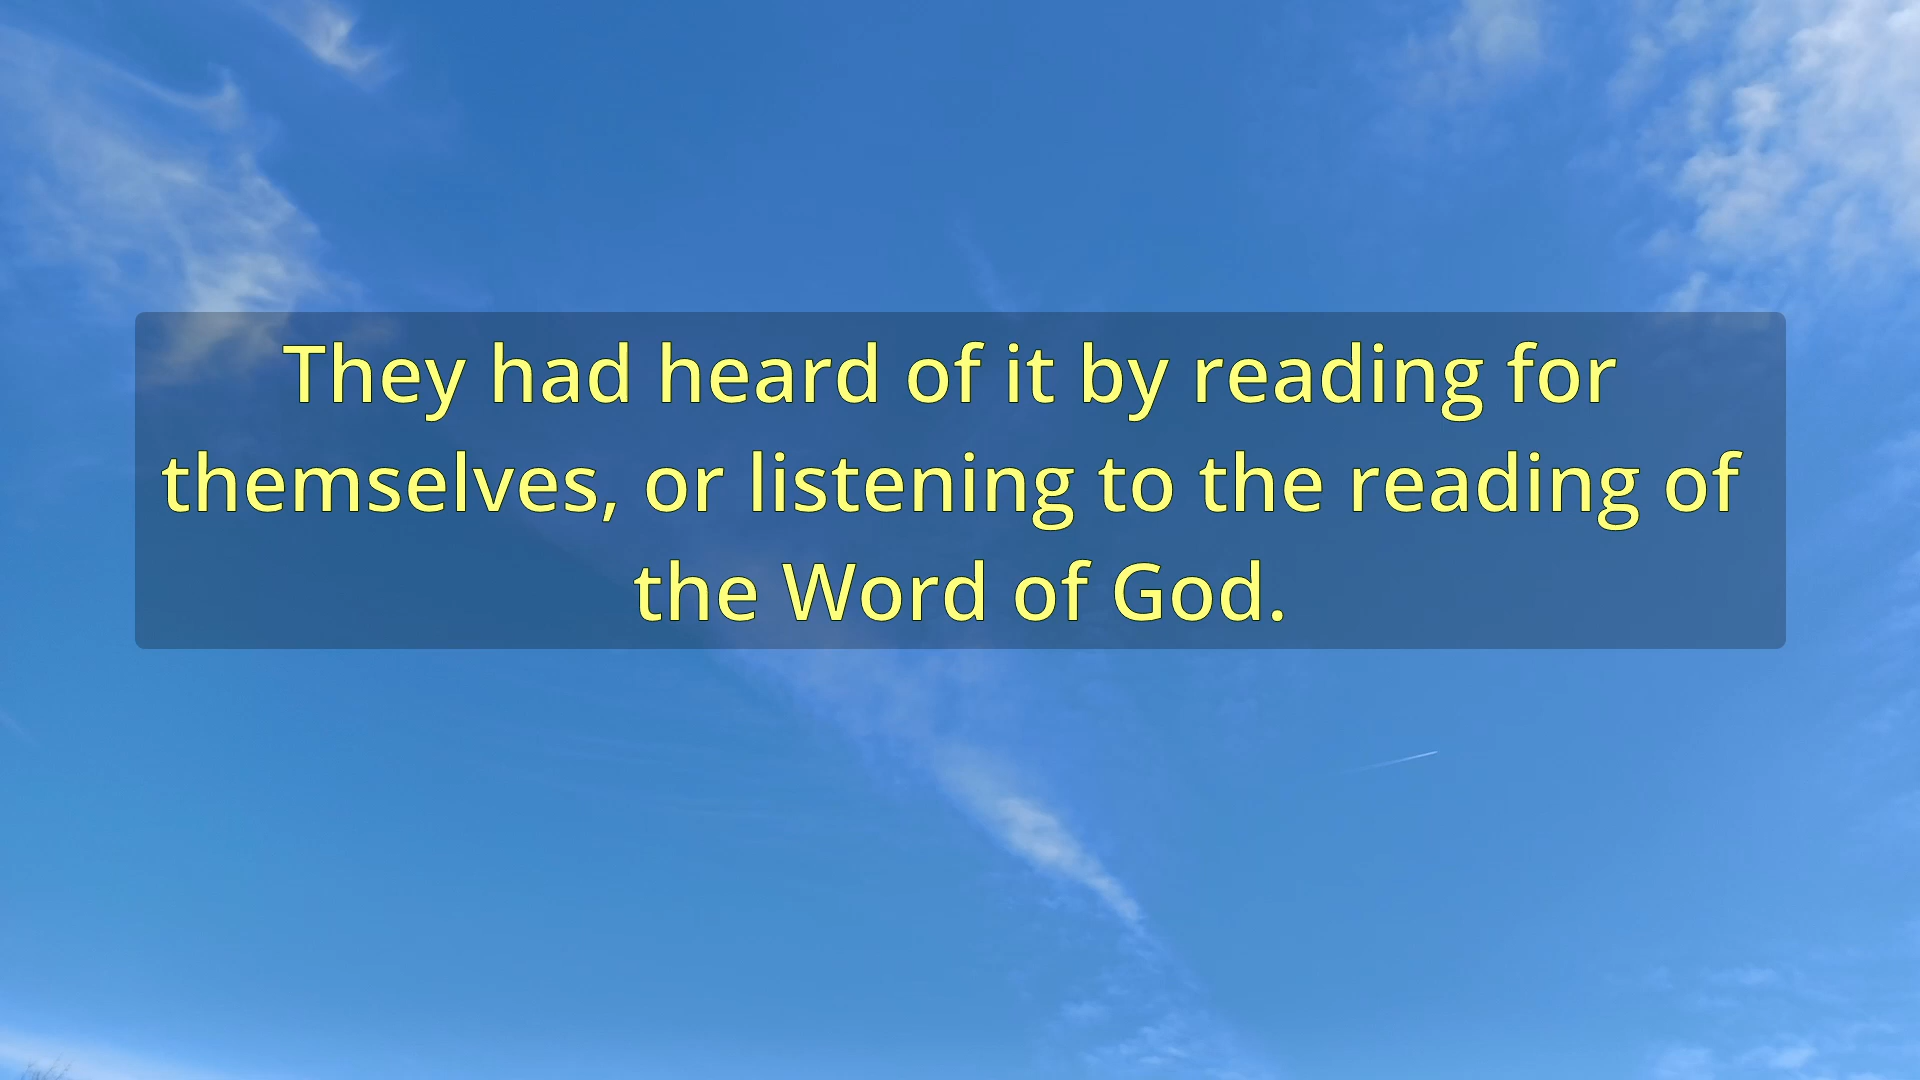 They had heard of it by reading for
themselves, or listening to the reading of
the Word of God.